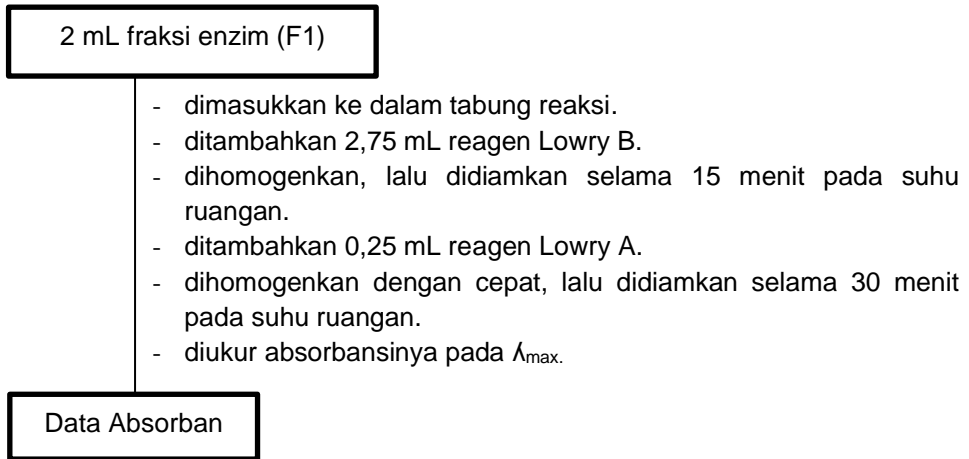 2 mL fraksi enzim (F1)
- dimasukkan ke dalam tabung reaksi.
- ditambahkan 2,75 mL reagen Lowry B.
- dihomogenkan, lalu didiamkan selama 15 menit pada suhu
ruangan.
- ditambahkan 0,25 mL reagen Lowry A.
- dihomogenkan dengan cepat, lalu didiamkan selama 30 menit
pada suhu ruangan.
- diukur absorbansinya pada ʎmax.
Data Absorban